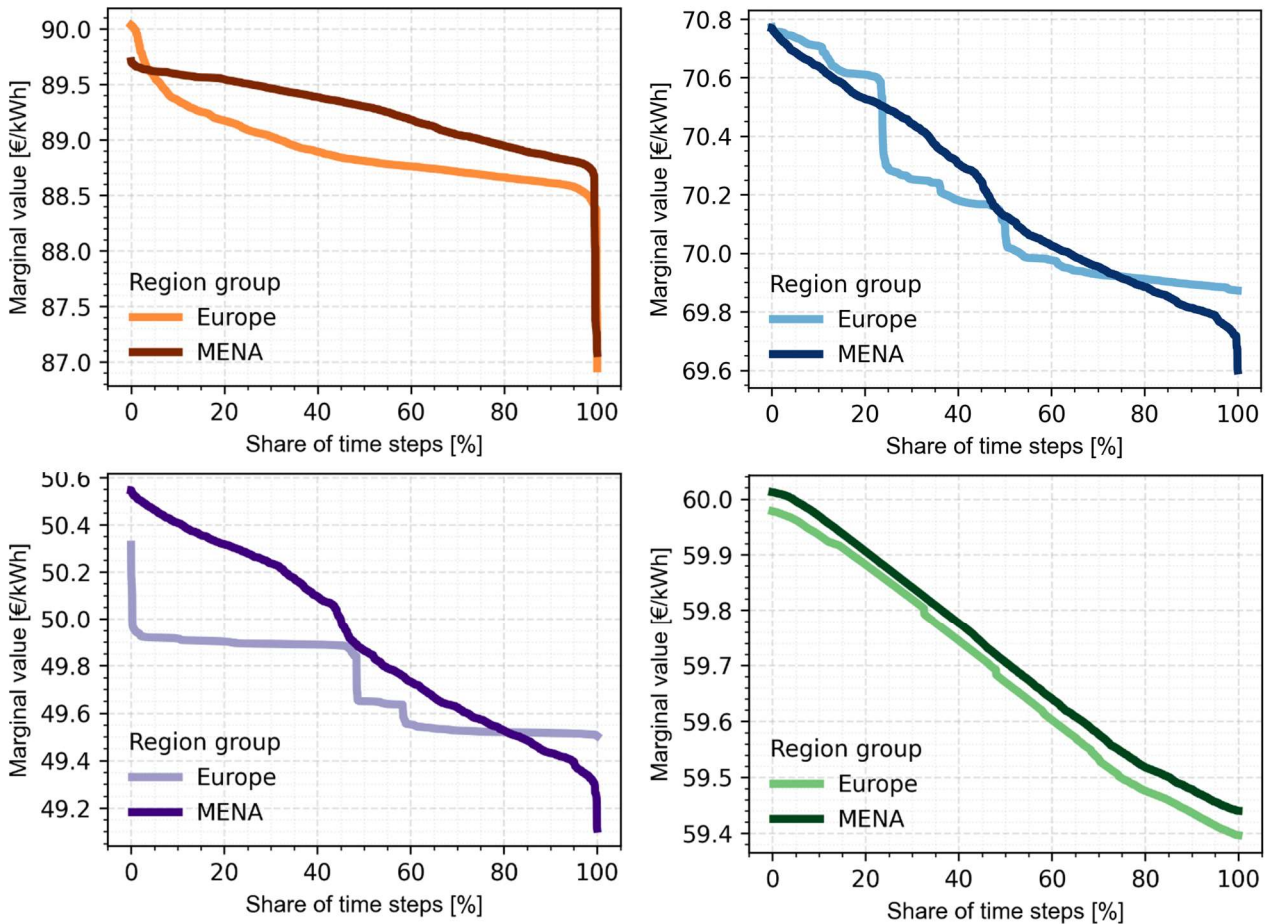 90.0
89.5
89.0
88.5
88.0
87.5
87.0
Marginal value [€/kWh]
Region group
Europe
MENA
0 20 40 60 80 100
Share of time steps [%]
70.8
70.6
70.4
70.2
70.0
69.8
69.6
Marginal value [€/kWh]
Region group
Europe
MENA
0 20 40 60 80 100
Share of time steps [%]
50.6
50.4
50.2
50.0
49.8
49.6
49.4
49.2
Marginal value [€/kWh]
Region group
Europe
MENA
0 20 40 60 80 100
Share of time steps [%]
60.0
59.9
59.8
59.7
59.6
59.5
59.4
Marginal value [€/kWh]
Region group
Europe
MENA
0 20 40 60 80 100
Share of time steps [%]